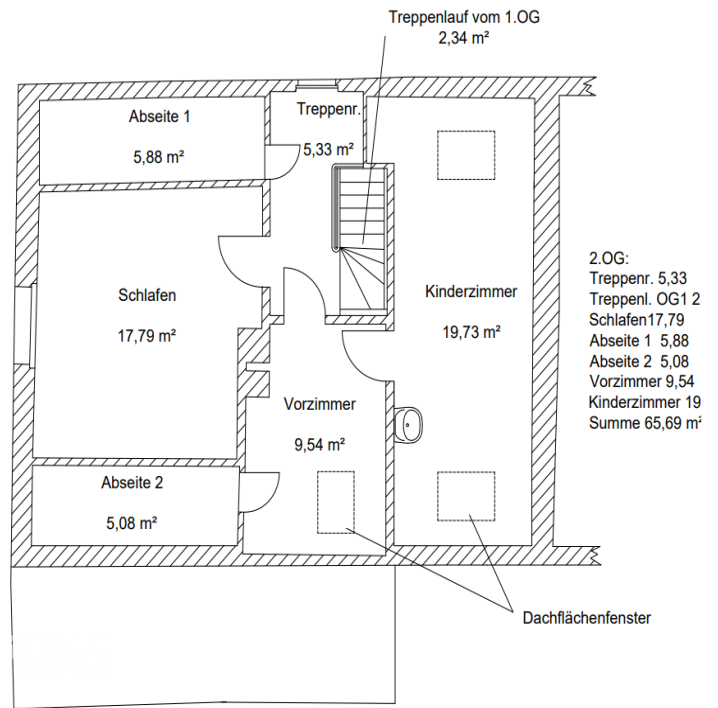 Treppenlauf vom 1.OG
2,34 m²
Abseite 1
5,88 m²
Treppenr.
5,33 m²
Schlafen
17,79 m²
Kinderzimmer
19,73 m²
Vorzimmer
9,54 m²
Abseite 2
5,08 m²
Dachflächenfenster
2.OG:
Treppenr. 5,33
Treppenl. OG1 2
Schlafen17,79
Abseite 1 5,88
Abseite 2 5,08
Vorzimmer 9,54
Kinderzimmer 19
Summe 65,69 m²